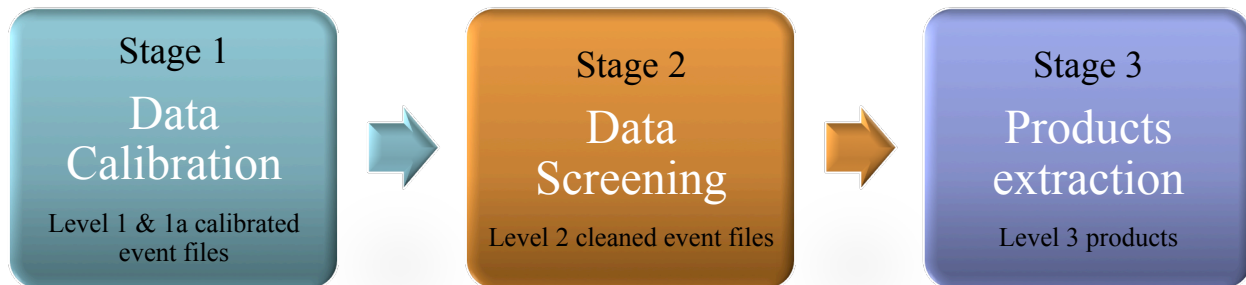 Stage 1
Data
Calibration
Level 1 & 1a calibrated
event files
Stage 2
Data
Screening
Level 2 cleaned event files
Stage 3
Products
extraction
Level 3 products